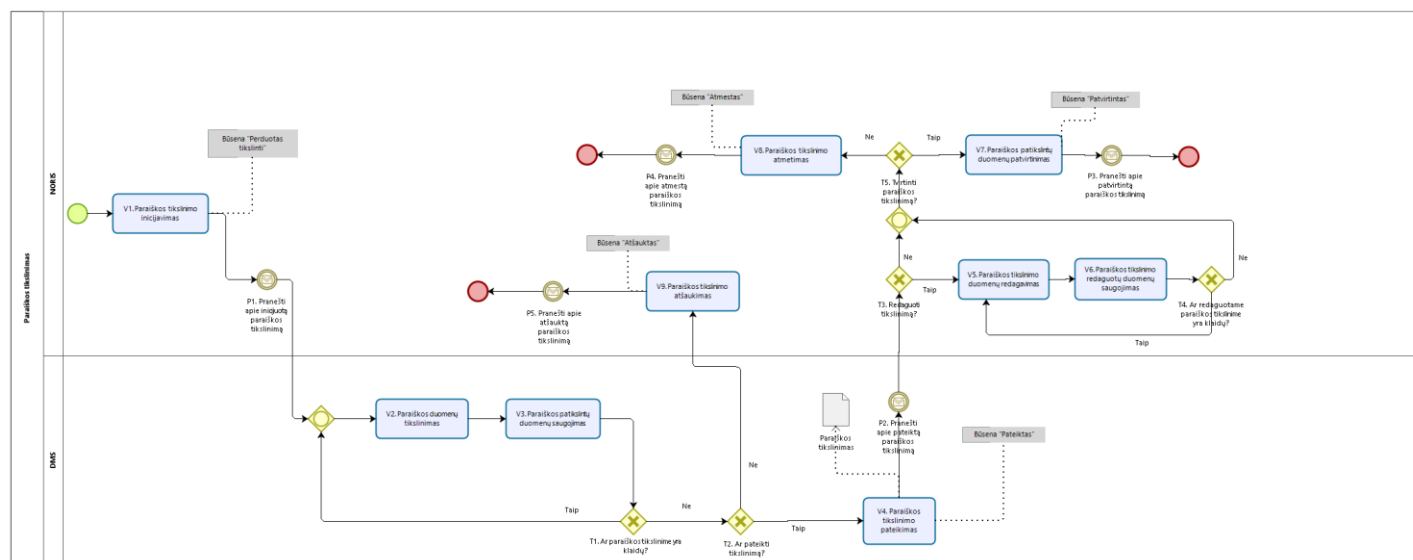 Paraiškos tikslinimas
NORIS
DMS
Būsena "Perduotas
tikslinti"
V1. Paraiškos tikslinimo
inicijavimas
P1. Pranešti
apie inicijuotą
paraiškos
tikslinimą
Būsena "Atmestas"
V8. Paraiškos tikslinimo
atmetimas
P4. Pranešti
apie atmestą
paraiškos
tikslinimą
Ne
Taip
T5. Tvirtinti
paraiškos
tikslinimą?
Būsena "Patvirtintas"
V7. Paraiškos patikslintų
duomenų patvirtinimas
P3. Pranešti apie
patvirtintą
paraiškos tikslinimą
Būsena "Atšauktas"
V9. Paraiškos tikslinimo
atšaukimas
P5. Pranešti apie
atšauktą
paraiškos
tikslinimą
Ne
Taip
T3. Redaguoti
tikslinimą?
V5. Paraiškos tikslinimo
duomenų redagavimas
V6. Paraiškos tikslinimo
redaguotų duomenų
saugojimas
Ne
T4. Ar redaguotame
paraiškos tikslinime
yra klaidų?
Taip
V2. Paraiškos duomenų
tikslinimas
V3. Paraiškos patikslintų
duomenų saugojimas
Taip
T1. Ar paraiškos tikslinime yra
klaidų?
Ne
Ne
T2. Ar pateikti
tikslinimą?
Taip
Paraiškos
tikslinimas
P2. Pranešti
apie pateiktą
paraiškos
tikslinimą
Būsena "Pateiktas"
V4. Paraiškos
tikslinimo
pateikimas